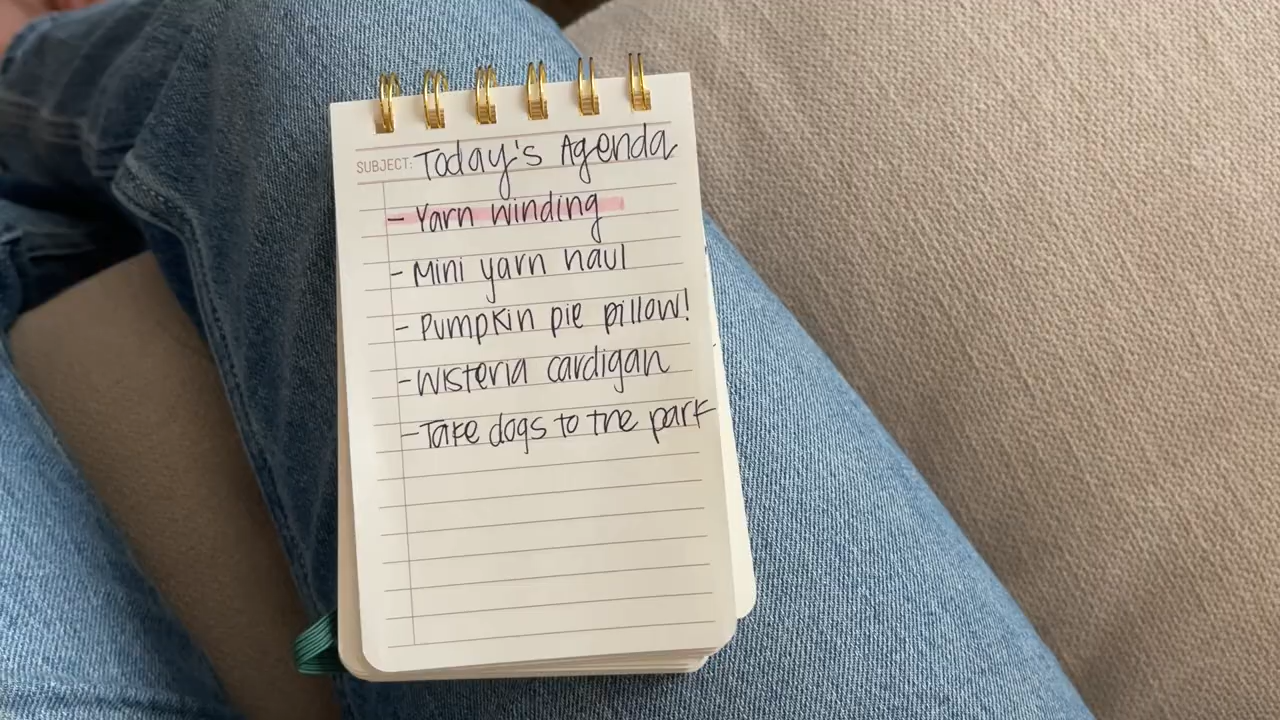 SUBJECT: Today's Agenda
- Yarn winding
- Mini yarn haul
- Pumpkin pie pillow!
- Wisteria cardigan
- Take dogs to the park